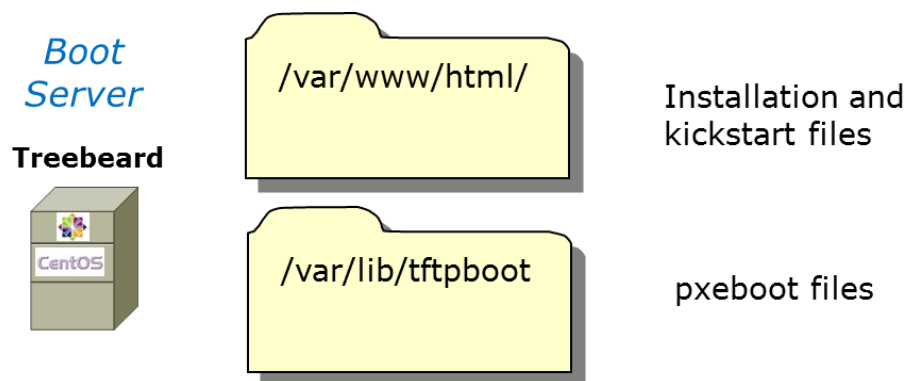 Boot
Server
Treebeard
CentOS
/var/www/html/
Installation and
kickstart files
/var/lib/tftpboot
pxeboot files